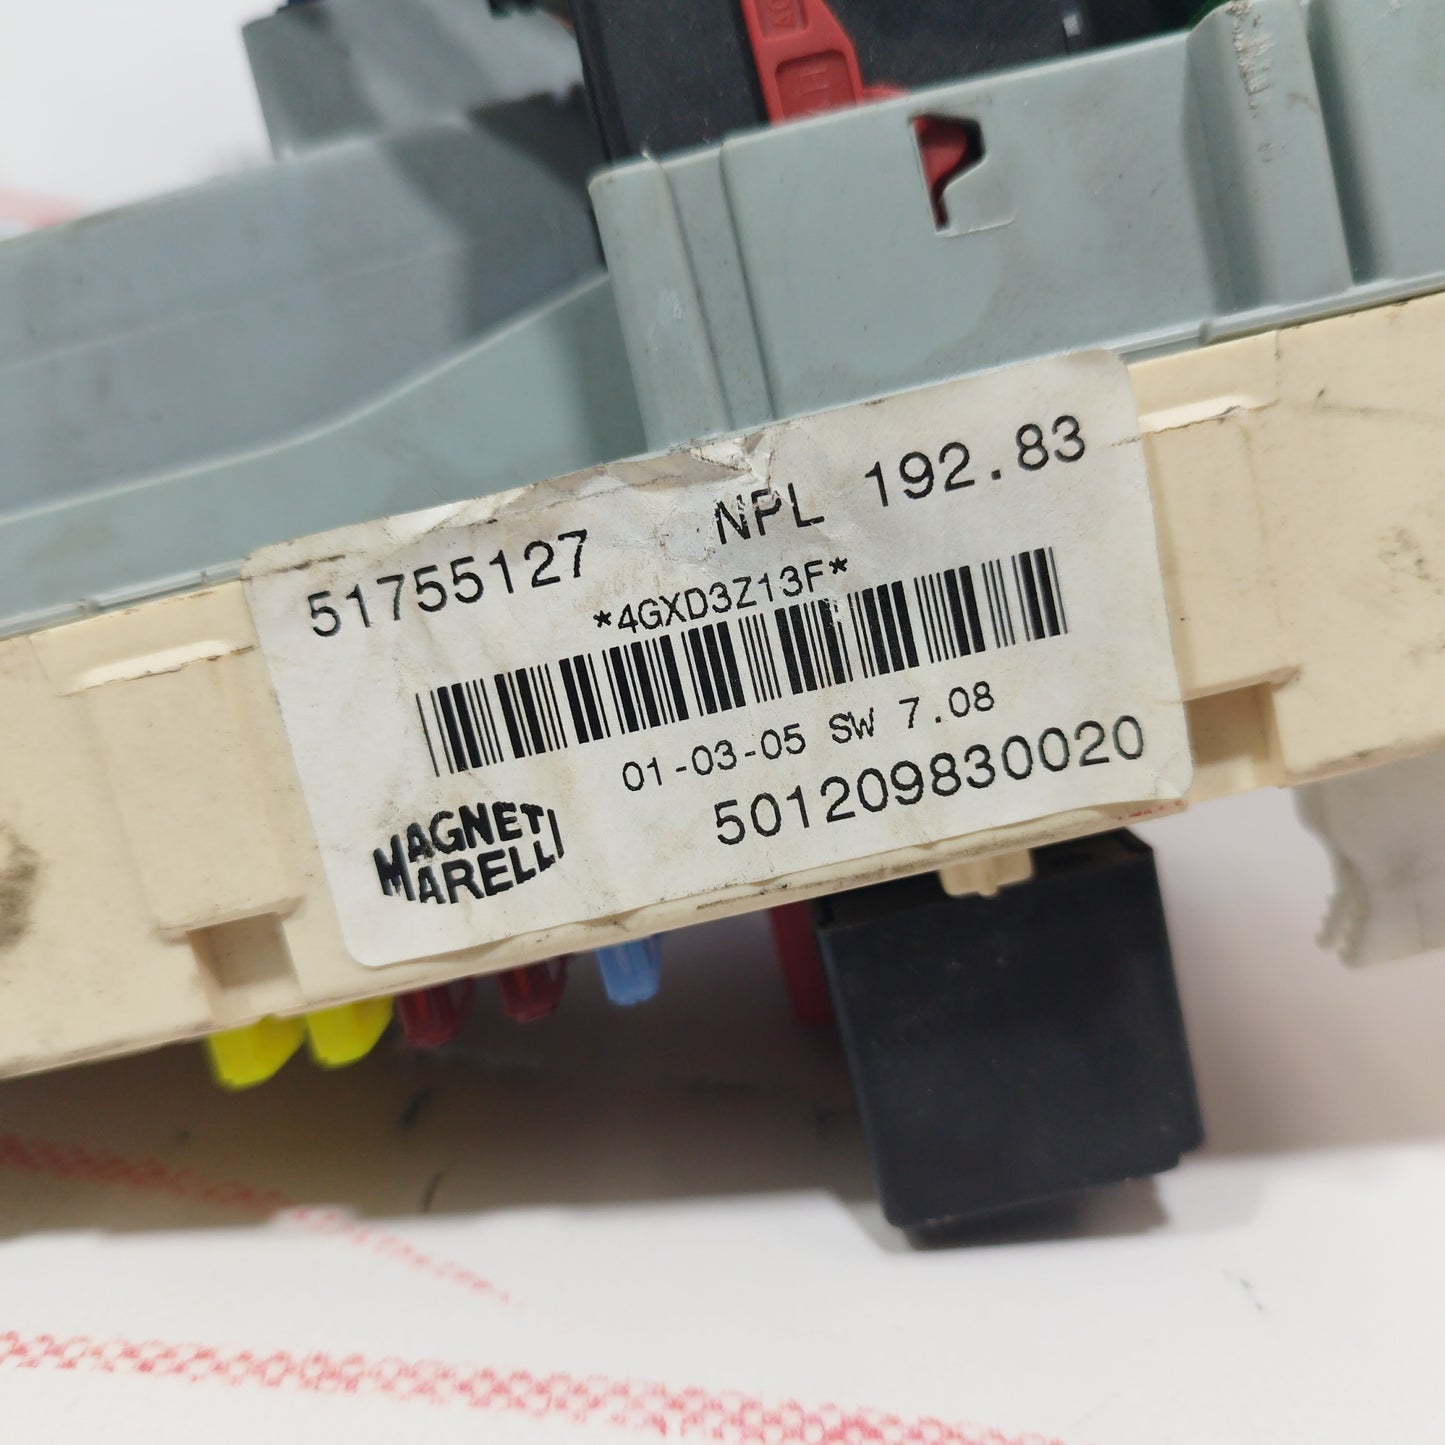 51755127 NPL 192.83
*4GXD3Z13F*
01-03-05 SW 7.08
501209830020
MAGNETI
MARELLI